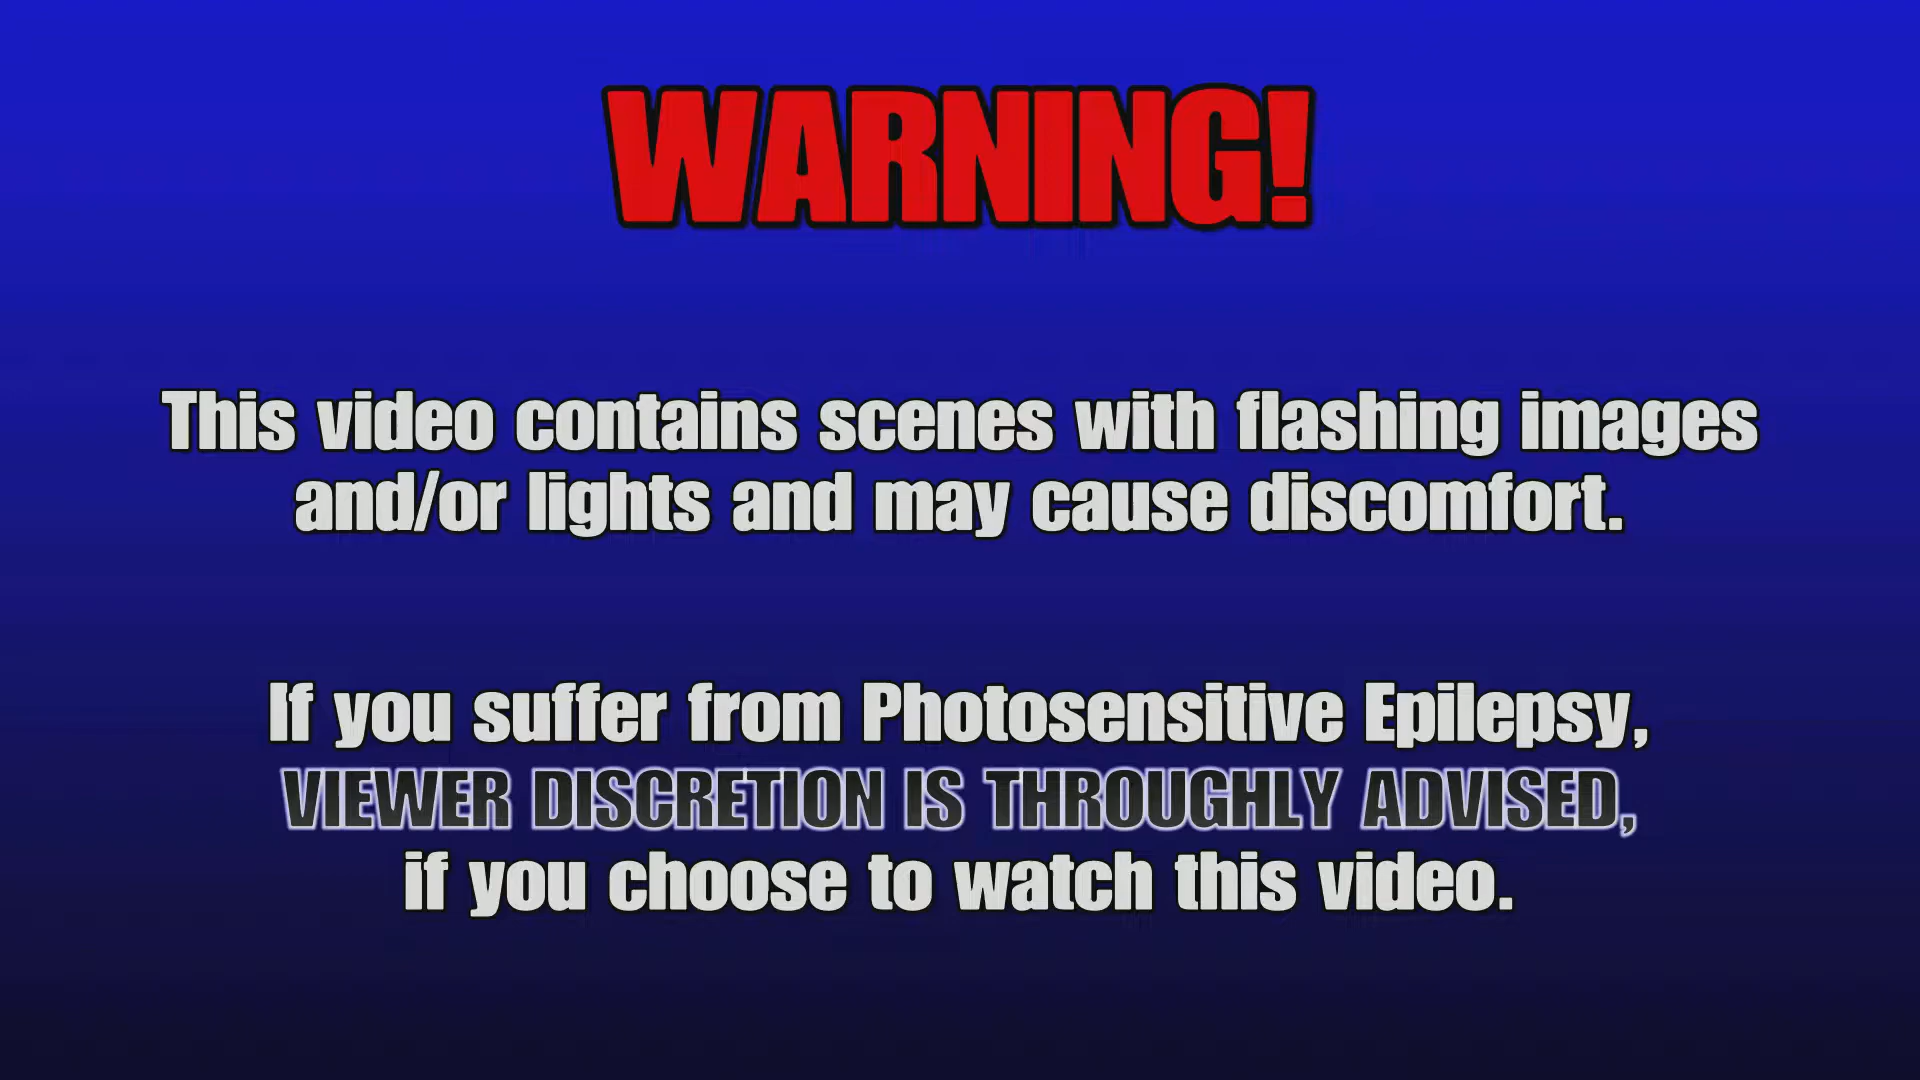 WARNING!
This video contains scenes with flashing images
and/or lights and may cause discomfort.
If you suffer from Photosensitive Epilepsy,
VIEWER DISCRETION IS THROUGHLY ADVISED,
if you choose to watch this video.